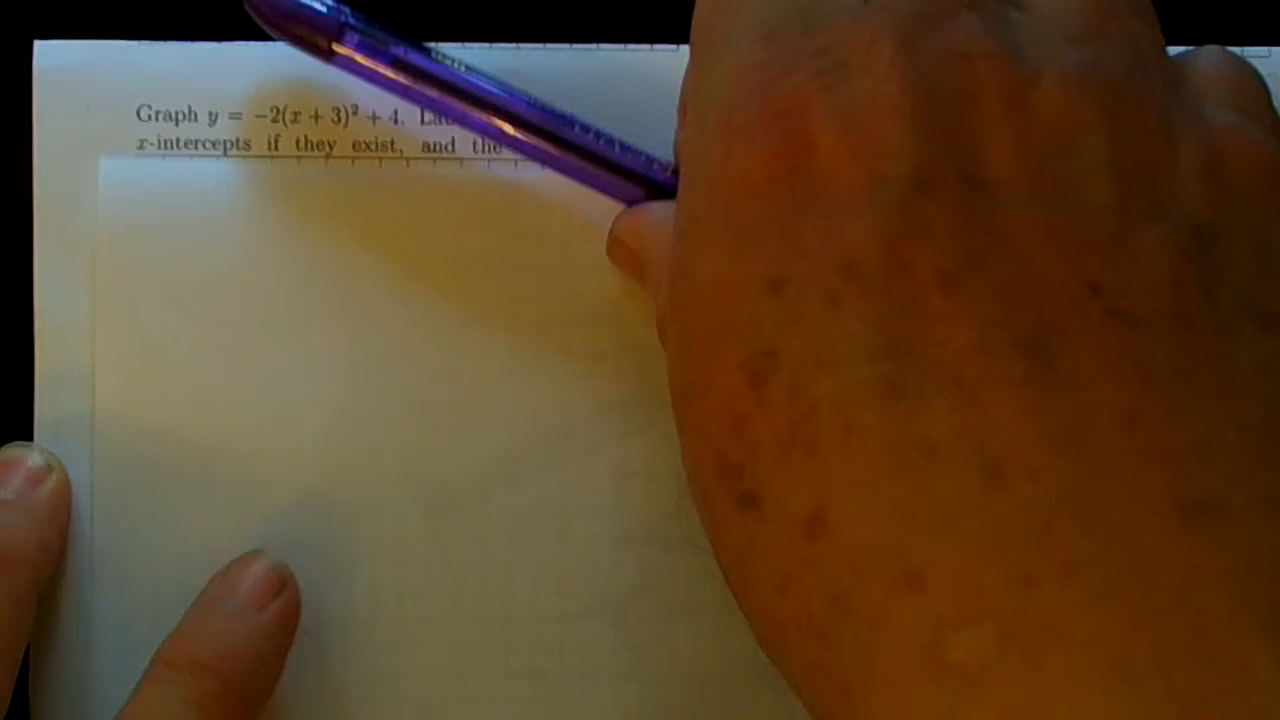 Graph y = −2(x + 3)² + 4.
x-intercepts if they exist, and the